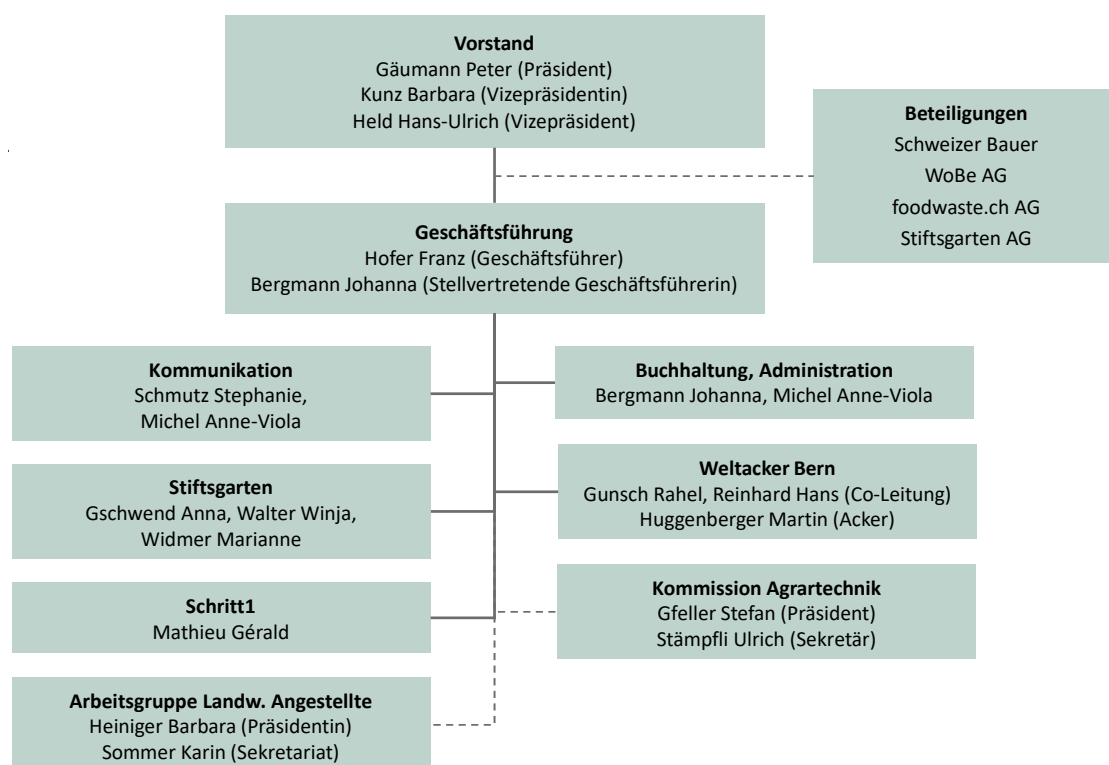 Vorstand
Gäumann Peter (Präsident)
Kunz Barbara (Vizepräsidentin)
Held Hans-Ulrich (Vizepräsident)
Beteiligungen
Schweizer Bauer
WoBe AG
foodwaste.ch AG
Stiftsgarten AG
Geschäftsführung
Hofer Franz (Geschäftsführer)
Bergmann Johanna (Stellvertretende Geschäftsführerin)
Kommunikation
Schmutz Stephanie,
Michel Anne-Viola
Buchhaltung, Administration
Bergmann Johanna, Michel Anne-Viola
Stiftsgarten
Gschwend Anna, Walter Winja,
Widmer Marianne
Weltacker Bern
Gunsch Rahel, Reinhard Hans (Co-Leitung)
Huggenberger Martin (Acker)
Schritt1
Mathieu Gérald
Kommission Agrartechnik
Gfeller Stefan (Präsident)
Stämpfli Ulrich (Sekretär)
Arbeitsgruppe Landw. Angestellte
Heiniger Barbara (Präsidentin)
Sommer Karin (Sekretariat)